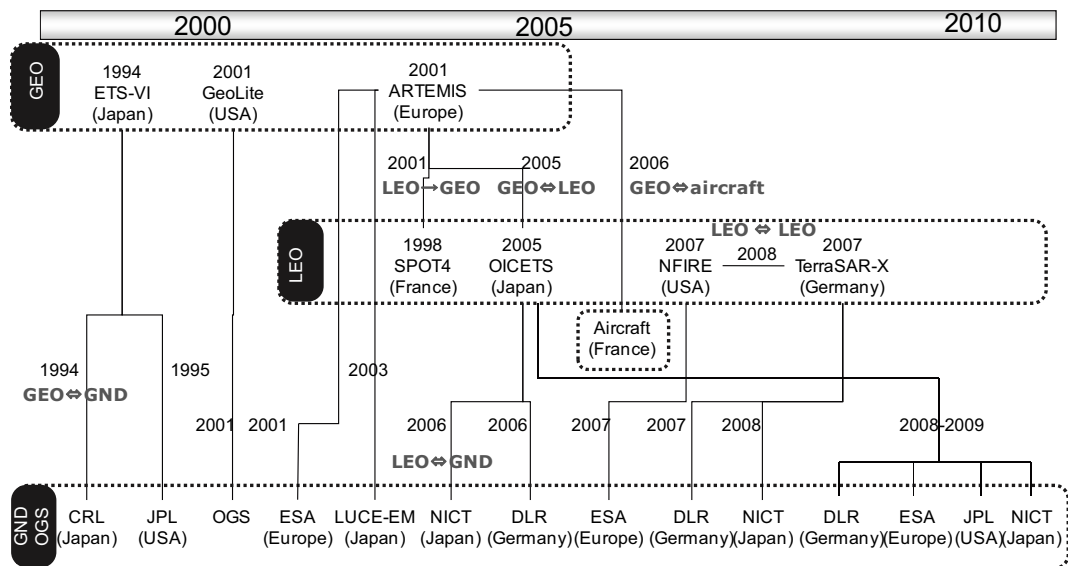 2000 2005 2010
GEO
1994 2001 2001
ETS-VI GeoLite ARTEMIS
(Japan) (USA) (Europe)
2001 2005 2006
LEO→GEO GEO⇔LEO GEO⇔aircraft
LEO
LEO ⇔ LEO
1998 2005 2007 2008 2007
SPOT4 OICETS NFIRE TerraSAR-X
(France) (Japan) (USA) (Germany)
Aircraft
(France)
1994 1995 2003
GEO⇔GND
2001 2001 2006 2006 2007 2007 2008 2008-2009
LEO⇔GND
GND
OGS
CRL JPL OGS ESA LUCE-EM NICT DLR ESA DLR NICT DLR ESA JPL NICT
(Japan) (USA) (Europe) (Japan) (Japan) (Germany) (Europe) (Germany) (Japan) (Germany) (Europe) (USA) (Japan)